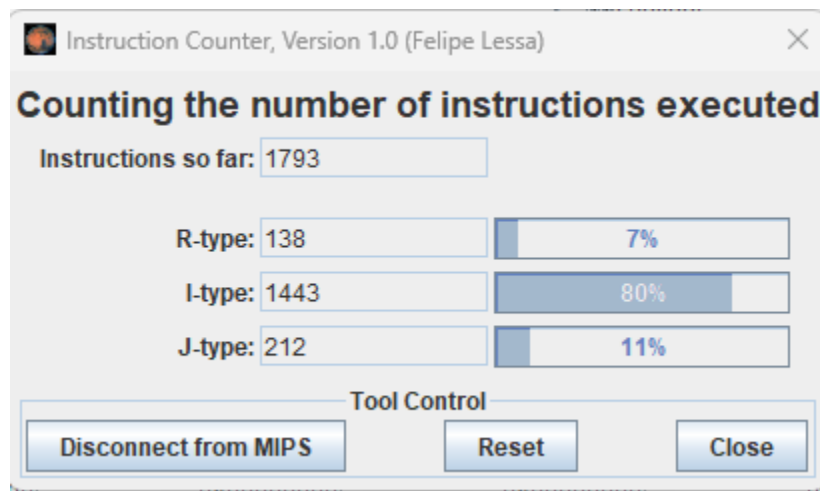 Instruction Counter, Version 1.0 (Felipe Lessa)
Counting the number of instructions executed
Instructions so far: 1793
R-type: 138 7%
I-type: 1443 80%
J-type: 212 11%
Tool Control
Disconnect from MIPS Reset Close